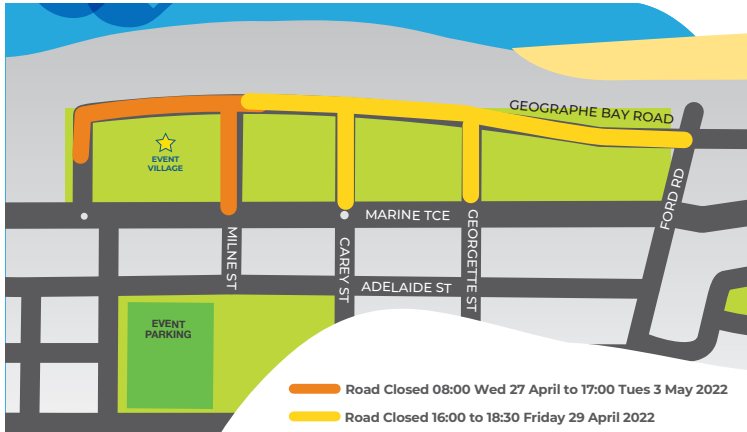 GEOGRAPHE BAY ROAD
EVENT
VILLAGE
FORD RD
MARINE TCE
MILNE ST
CAREY ST
GEORGETTE ST
ADELAIDE ST
EVENT
PARKING
Road Closed 08:00 Wed 27 April to 17:00 Tues 3 May 2022
Road Closed 16:00 to 18:30 Friday 29 April 2022